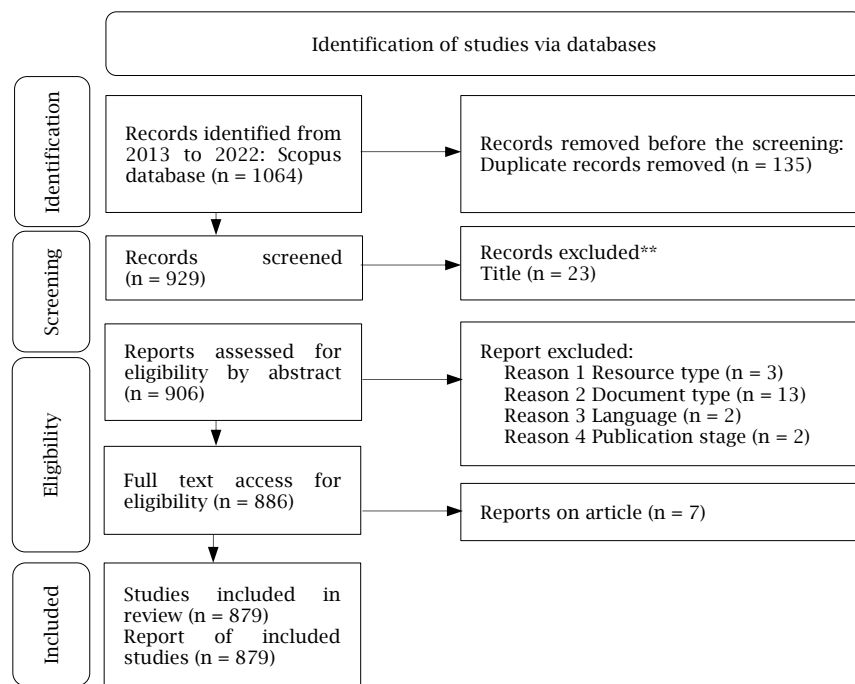 Identification of studies via databases
Identification
Records identified from
2013 to 2022: Scopus
database (n = 1064)
Records removed before the screening:
Duplicate records removed (n = 135)
Screening
Records screened
(n = 929)
Records excluded**
Title (n = 23)
Eligibility
Reports assessed for
eligibility by abstract
(n = 906)
Report excluded:
Reason 1 Resource type (n = 3)
Reason 2 Document type (n = 13)
Reason 3 Language (n = 2)
Reason 4 Publication stage (n = 2)
Full text access for
eligibility (n = 886)
Reports on article (n = 7)
Included
Studies included in
review (n = 879)
Report of included
studies (n = 879)